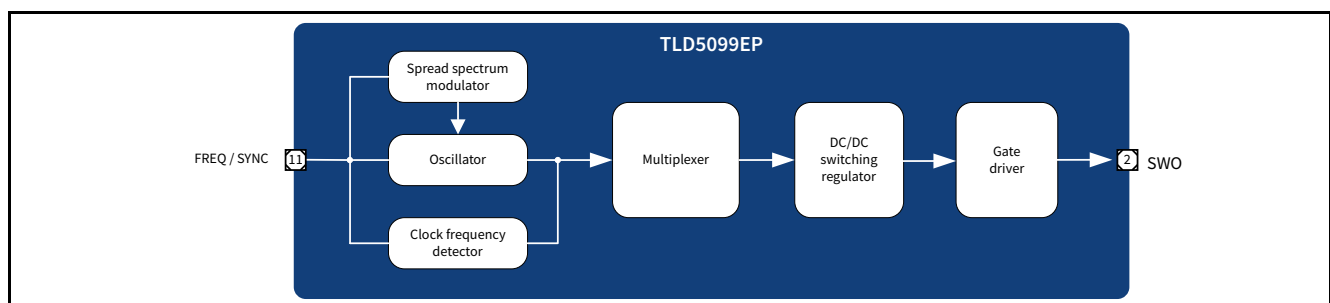 TLD5099EP
Spread spectrum
modulator
FREQ / SYNC
11
Oscillator
Multiplexer
DC/DC
switching
regulator
Gate
driver
2
SWO
Clock frequency
detector